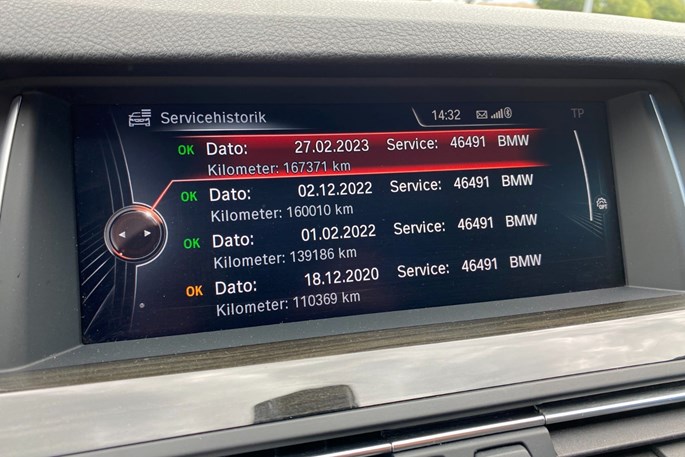 Servicehistorik 14:32 TP
OK Dato: 27.02.2023 Service: 46491 BMW
Kilometer: 167371 km
OK Dato: 02.12.2022 Service: 46491 BMW
Kilometer: 160010 km
OK Dato: 01.02.2022 Service: 46491 BMW
Kilometer: 139186 km
OK Dato: 18.12.2020 Service: 46491 BMW
Kilometer: 110369 km